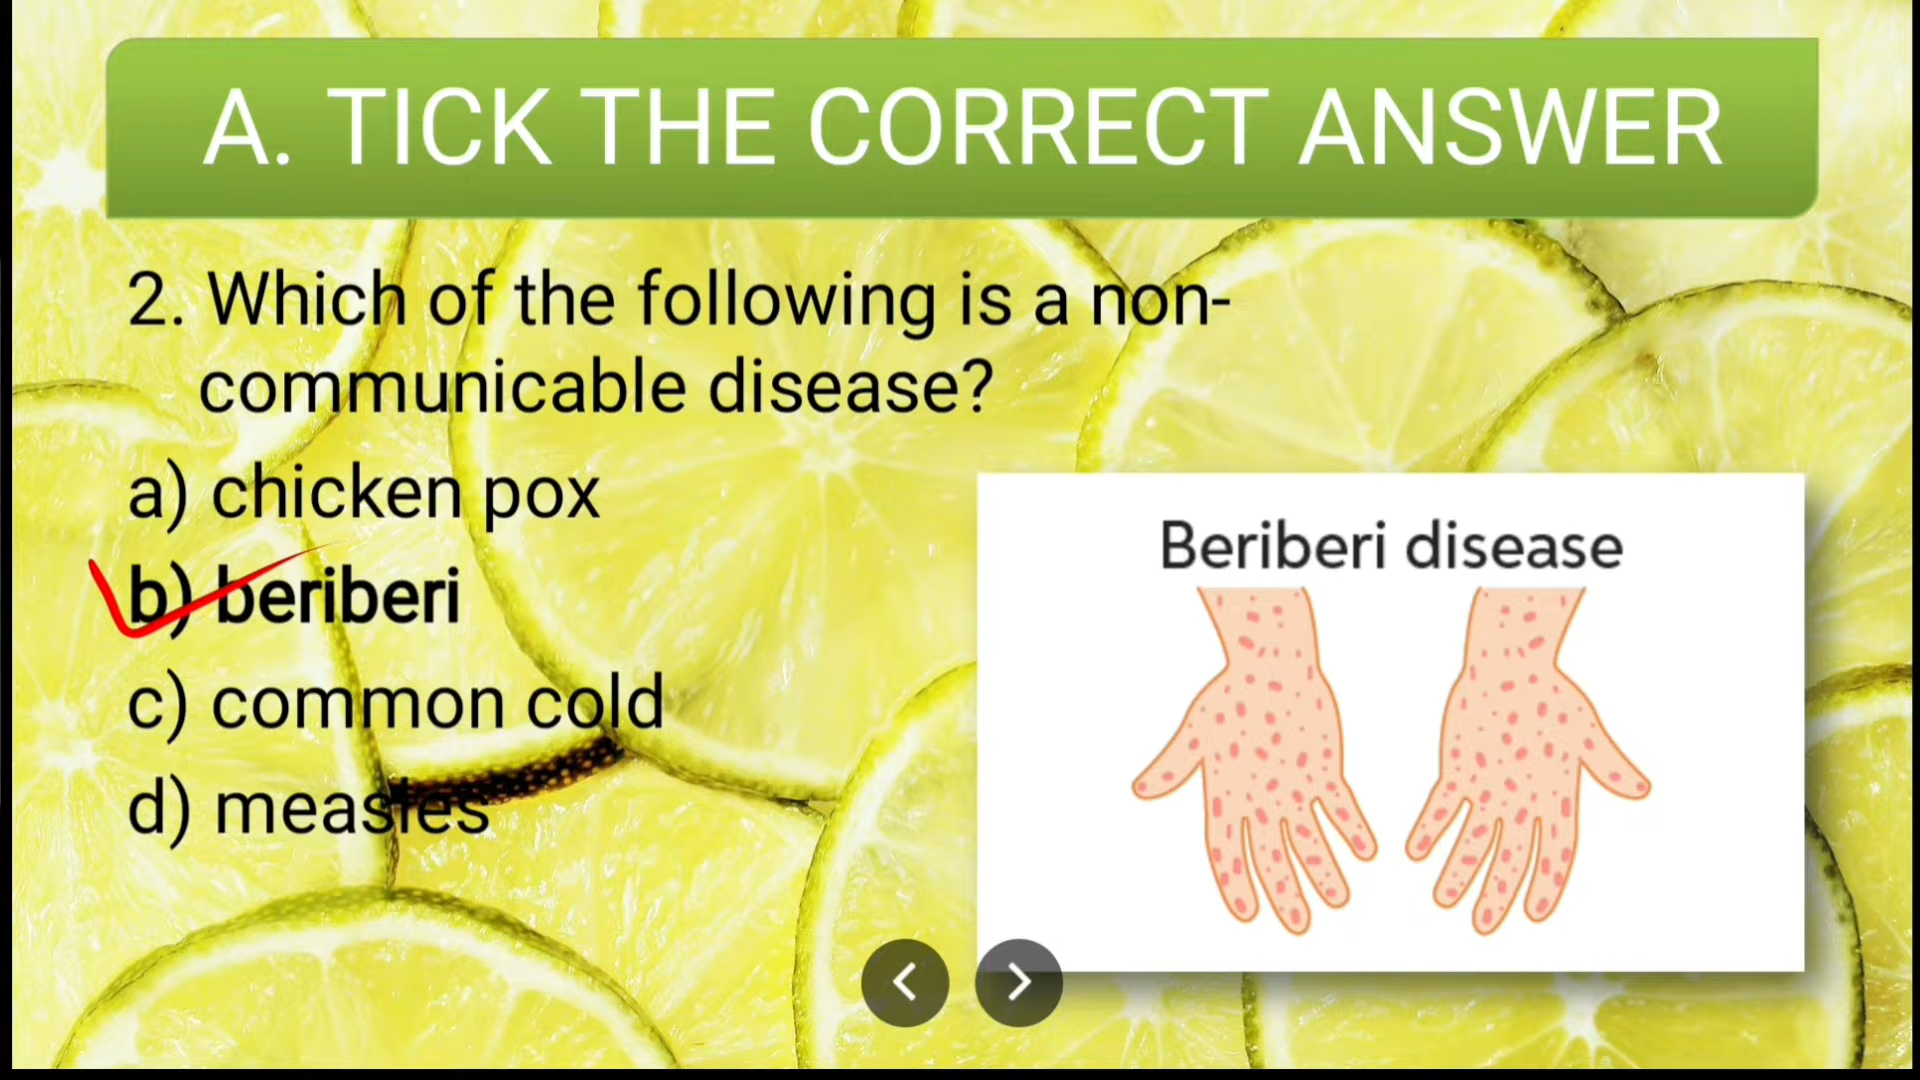 A. TICK THE CORRECT ANSWER
2. Which of the following is a non-
communicable disease?
a) chicken pox
b) beriberi
c) common cold
d) measles
Beriberi disease